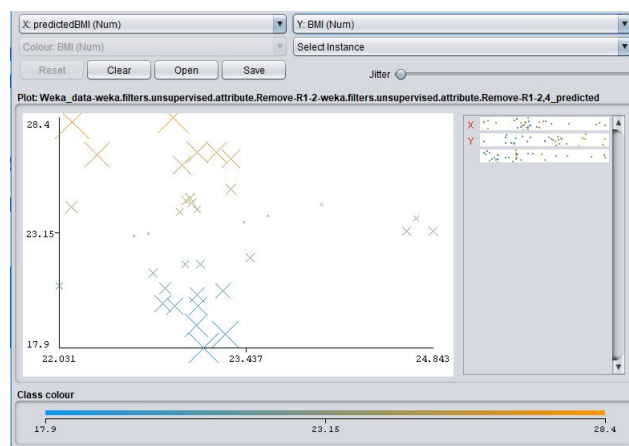 X: predictedBMI (Num) Y: BMI (Num)
Colour: BMI (Num) Select Instance
Reset Clear Open Save Jitter
Plot: Weka_data-weka.filters.unsupervised.attribute.Remove-R1-2-weka.filters.unsupervised.attribute.Remove-R1-2,4_predicted
28.4
X
Y
23.15
17.9
22.031 23.437 24.843
Class colour
17.9 23.15 28.4